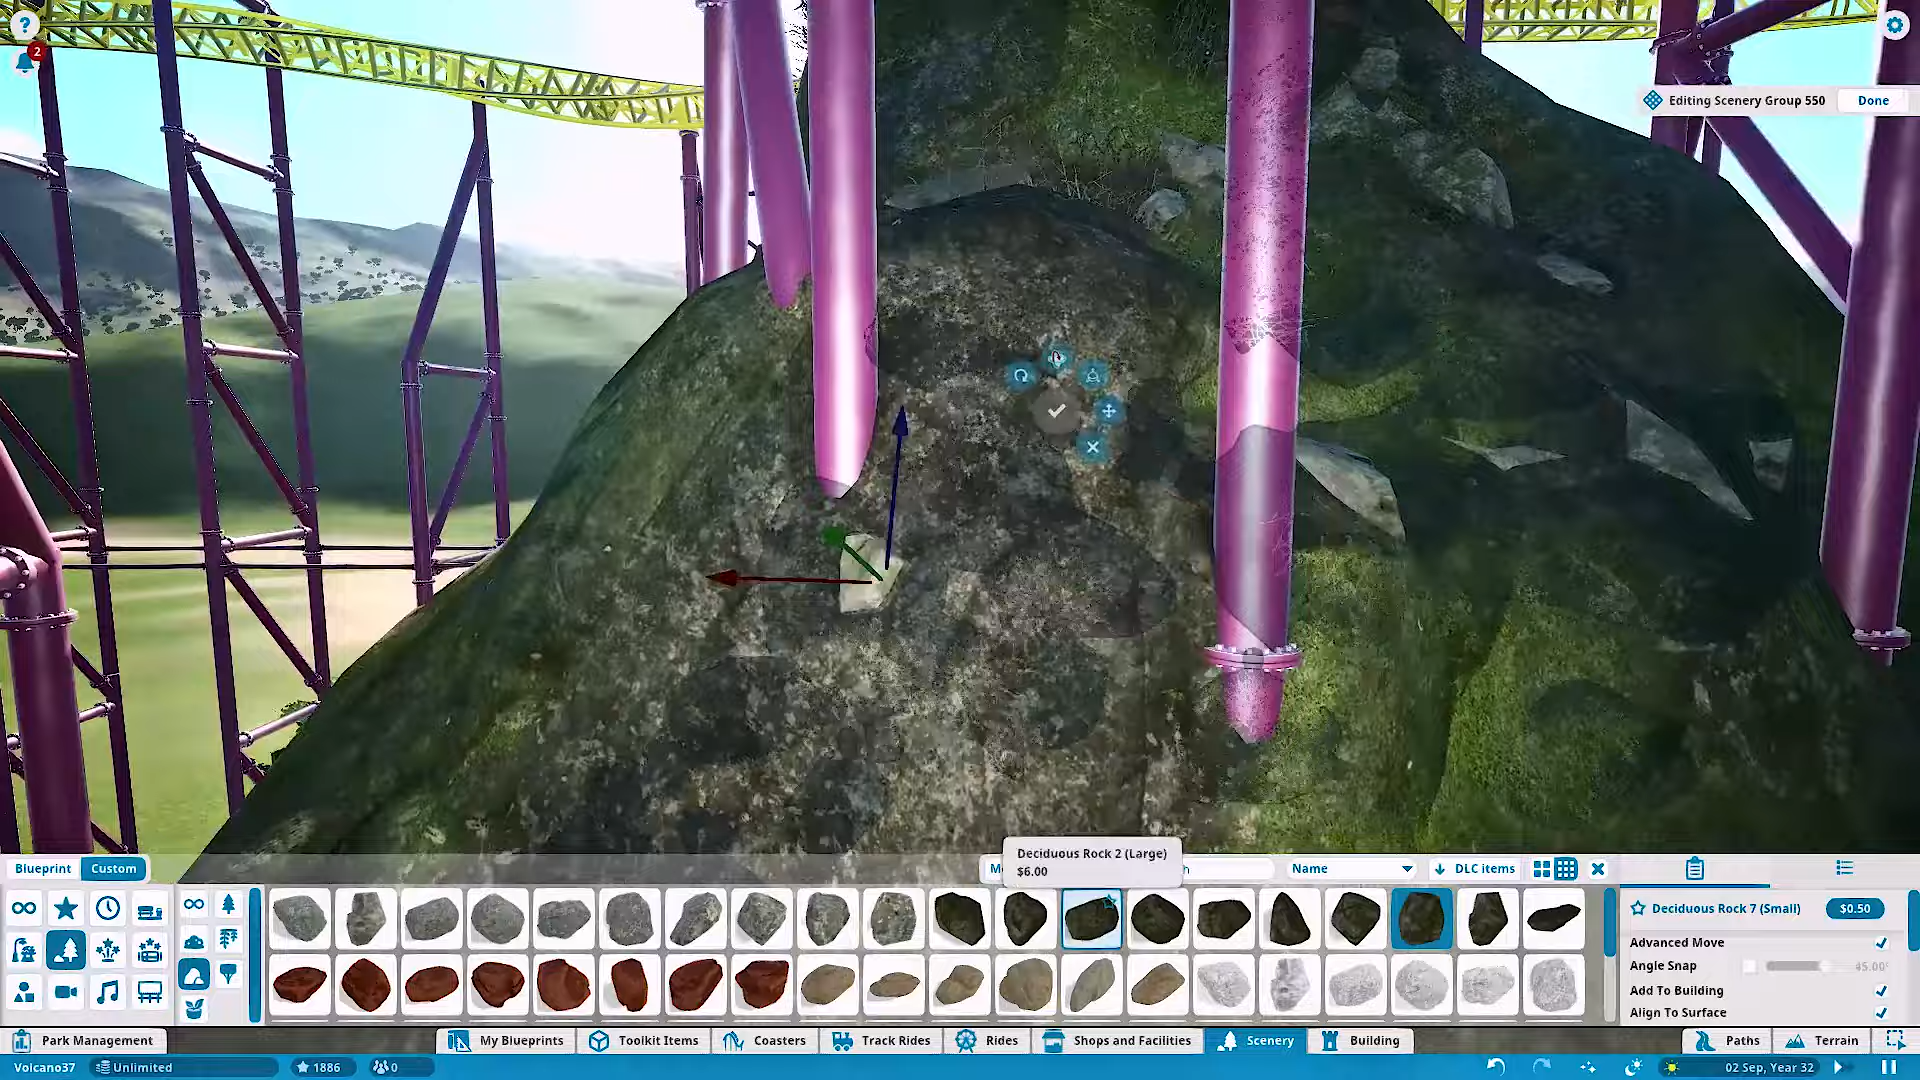 ?
2
Editing Scenery Group 550
Done
Deciduous Rock 2 (Large)
$6.00
Blueprint
Custom
Name
DLC items
Deciduous Rock 7 (Small)
$0.50
Advanced Move
Angle Snap
45.00°
Add To Building
Align To Surface
Park Management
My Blueprints
Toolkit Items
Coasters
Track Rides
Rides
Shops and Facilities
Scenery
Building
Paths
Terrain
Volcano37
Unlimited
1886
0
02 Sep, Year 32